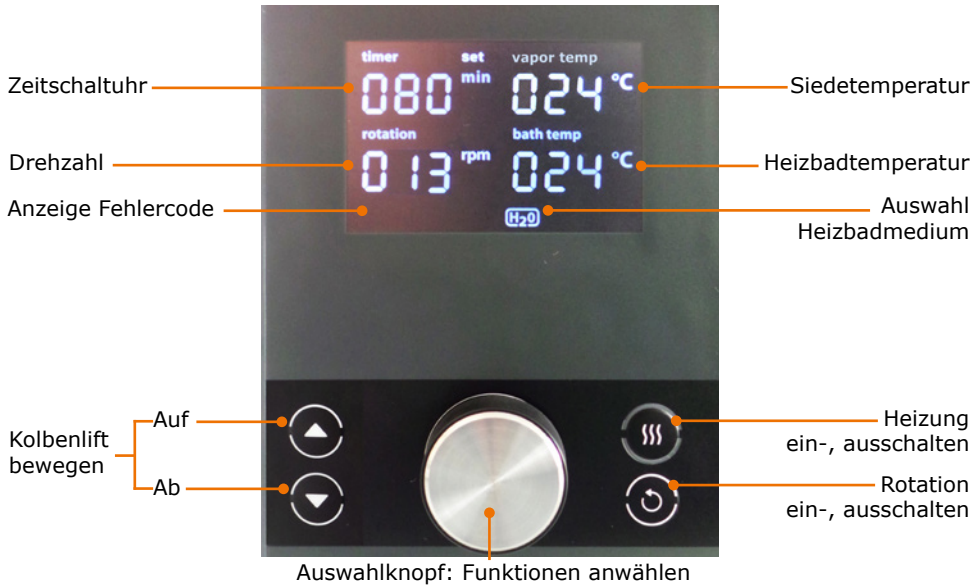 timer set vapor temp
Zeitschaltuhr 080 min 024 °C Siedetemperatur
rotation bath temp
Drehzahl 013 rpm 024 °C Heizbadtemperatur
Anzeige Fehlercode H20 Auswahl
Heizbadmedium
Kolbenlift
bewegen
Auf
Ab
Heizung
ein-, ausschalten
Rotation
ein-, ausschalten
Auswahlknopf: Funktionen anwählen